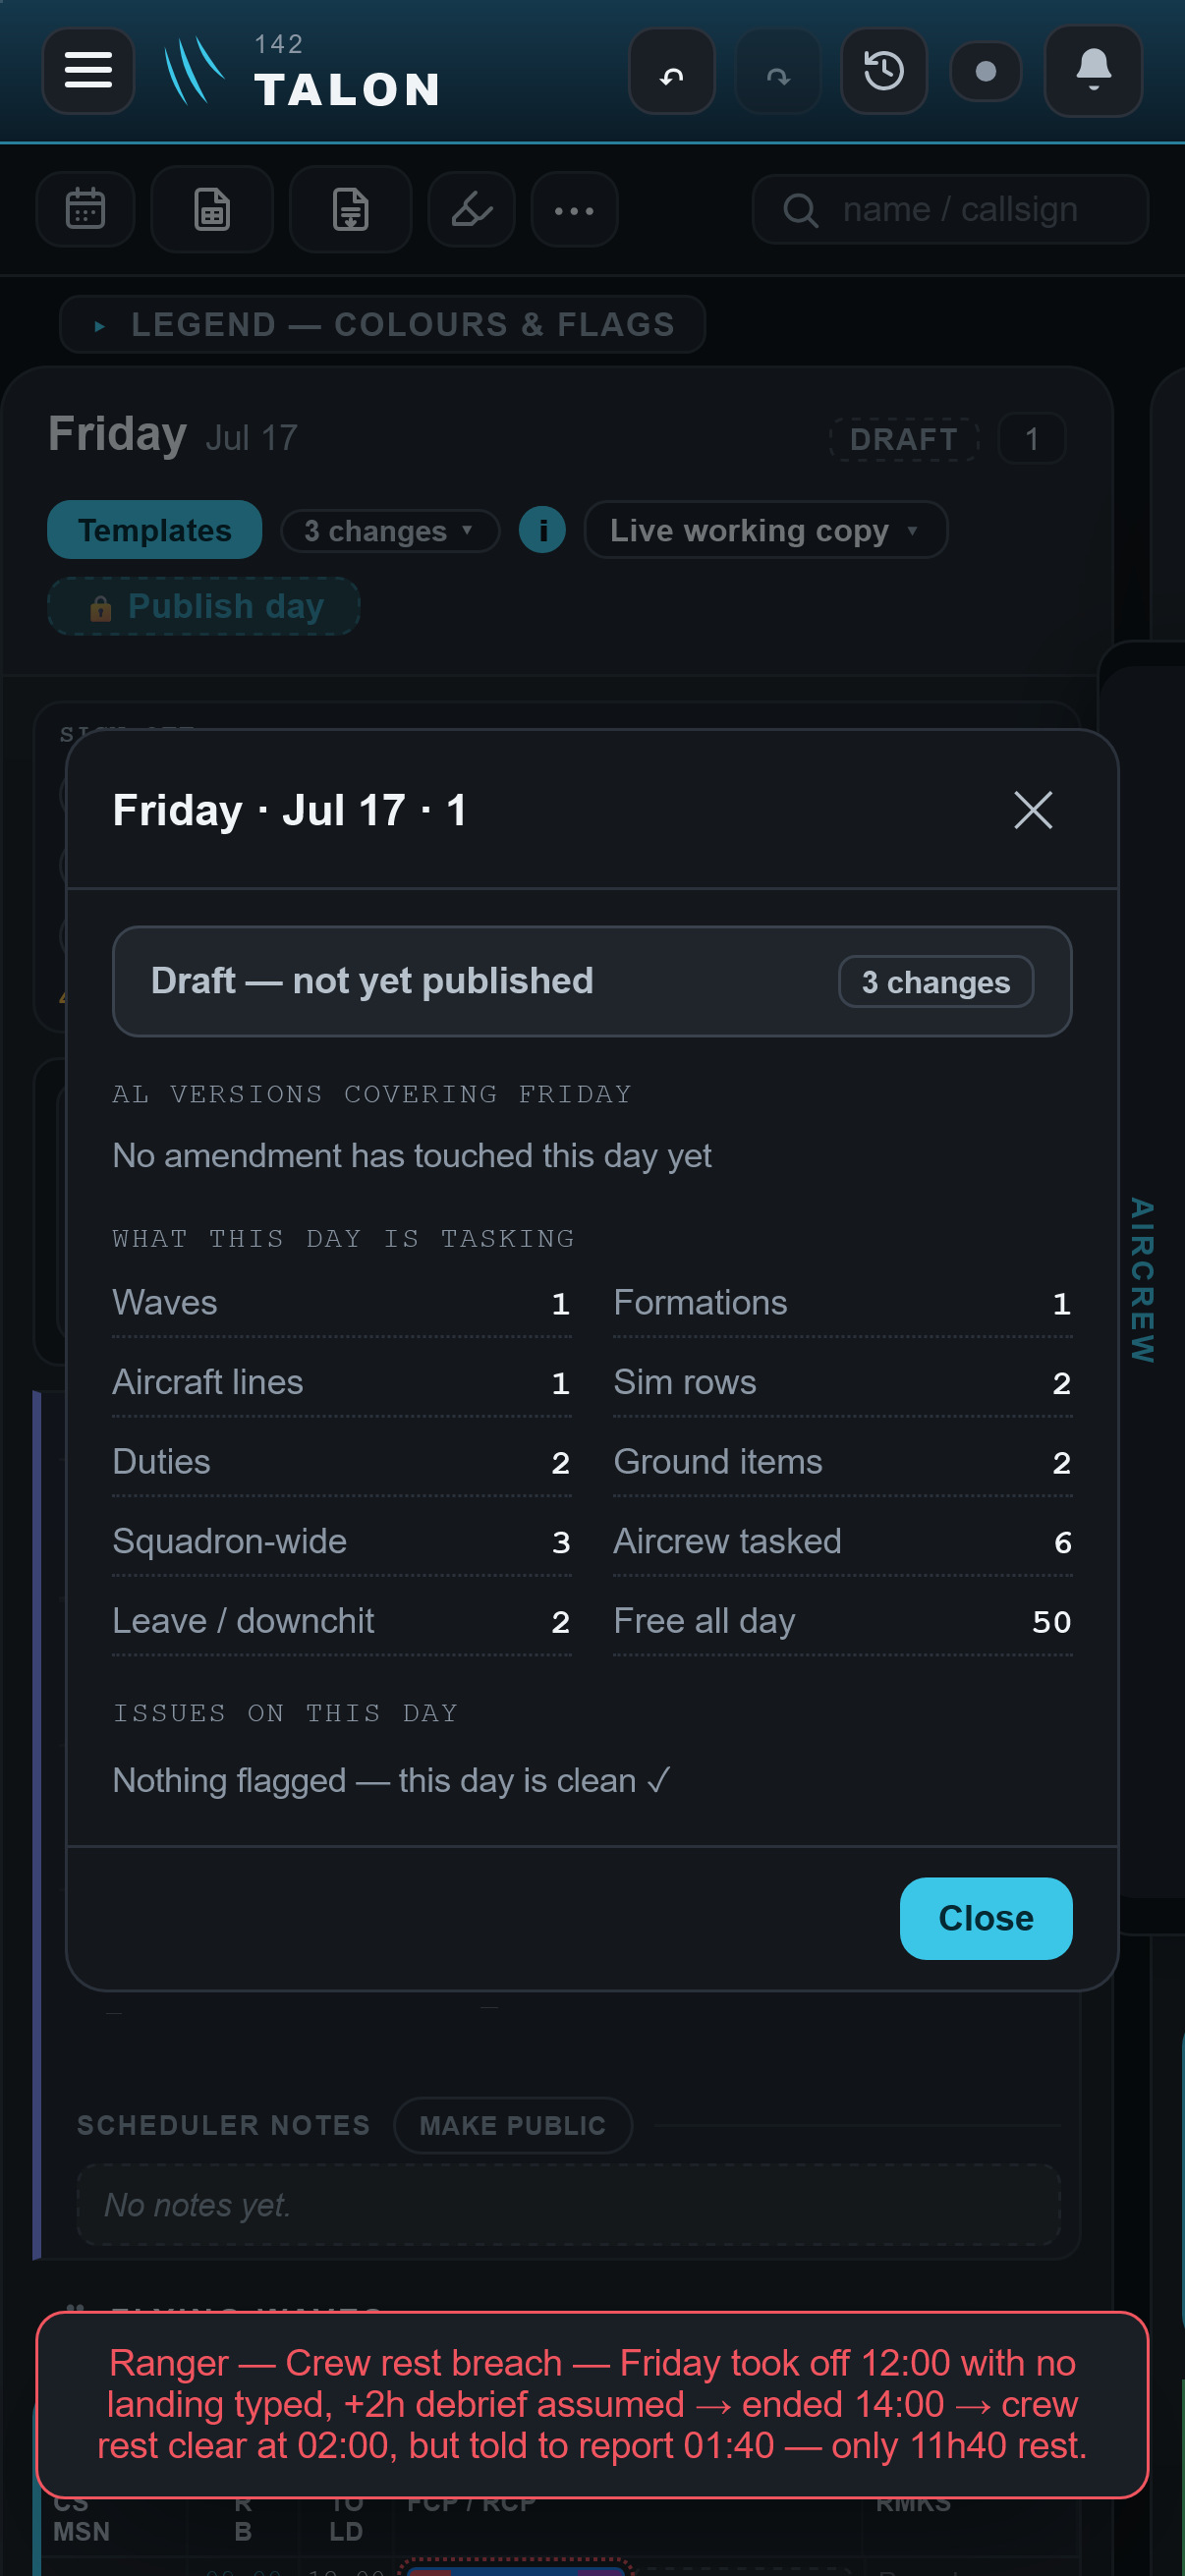 142
TALON
name / callsign
LEGEND — COLOURS & FLAGS
Friday Jul 17
DRAFT 1
Templates 3 changes i Live working copy
Publish day
Friday · Jul 17 · 1
Draft — not yet published 3 changes
AL VERSIONS COVERING FRIDAY
No amendment has touched this day yet
WHAT THIS DAY IS TASKING
Waves 1 Formations 1
Aircraft lines 1 Sim rows 2
Duties 2 Ground items 2
Squadron-wide 3 Aircrew tasked 6
Leave / downchit 2 Free all day 50
ISSUES ON THIS DAY
Nothing flagged — this day is clean ✓
Close
AIRCREW
SCHEDULER NOTES MAKE PUBLIC
No notes yet.
FLYING WAVES
Ranger — Crew rest breach — Friday took off 12:00 with no
landing typed, +2h debrief assumed → ended 14:00 → crew
rest clear at 02:00, but told to report 01:40 — only 11h40 rest.
CS R TO FCP / RCP RMKS
MSN B LD